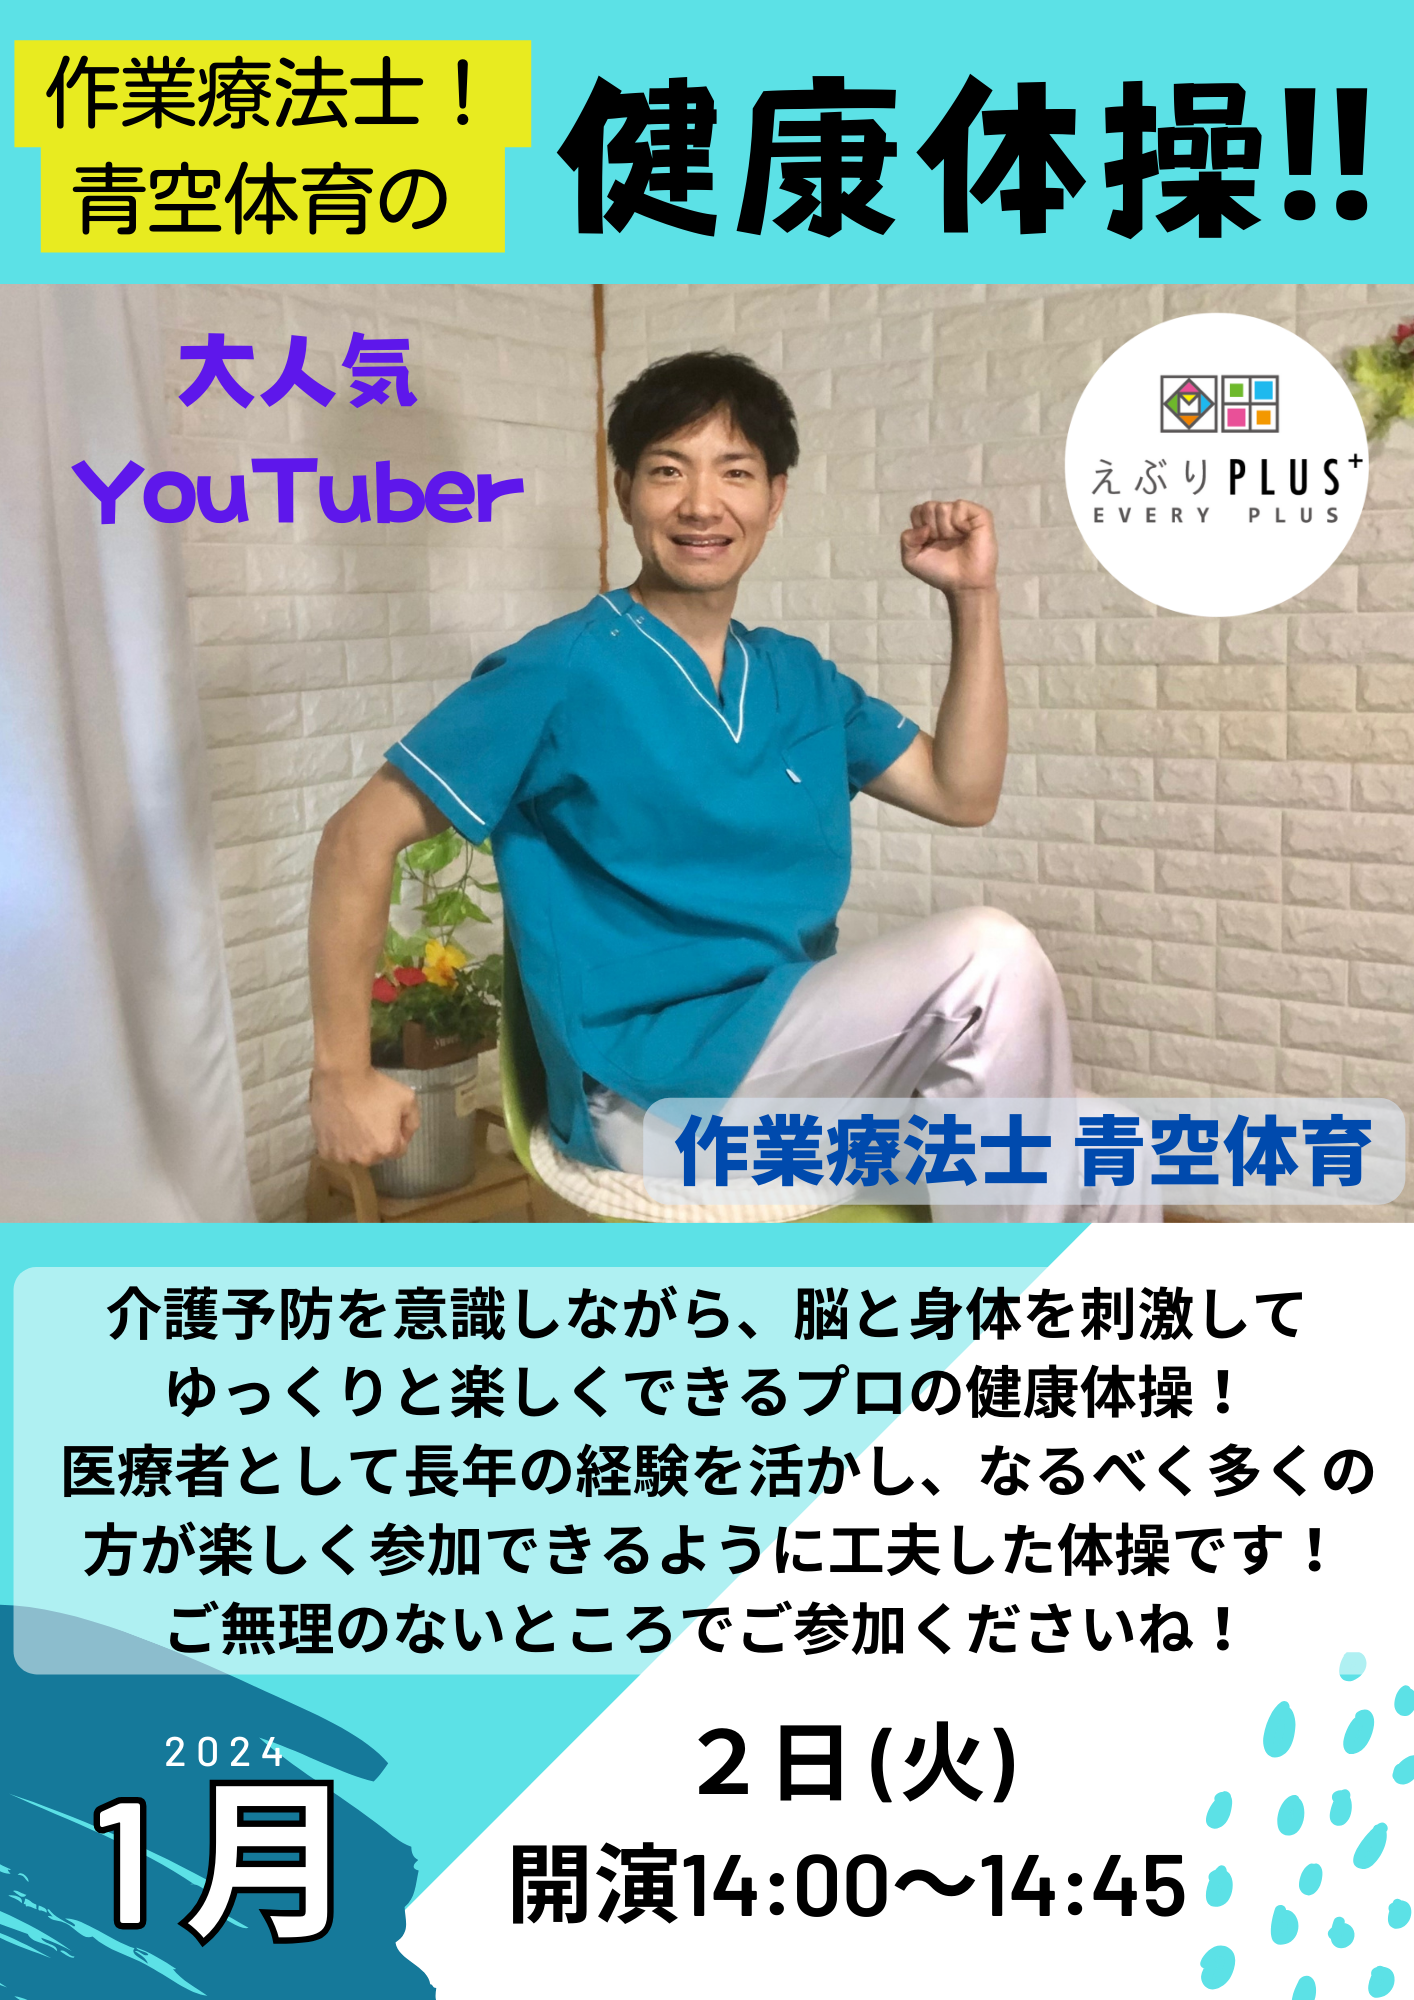 作業療法士！
青空体育の
健康体操!!
大人気
YouTuber
えぶりPLUS+
EVERY PLUS
作業療法士 青空体育
介護予防を意識しながら、脳と身体を刺激して
ゆっくりと楽しくできるプロの健康体操！
医療者として長年の経験を活かし、なるべく多くの
方が楽しく参加できるように工夫した体操です！
ご無理のないところでご参加くださいね！
2024
1月
２日(火)
開演14:00〜14:45